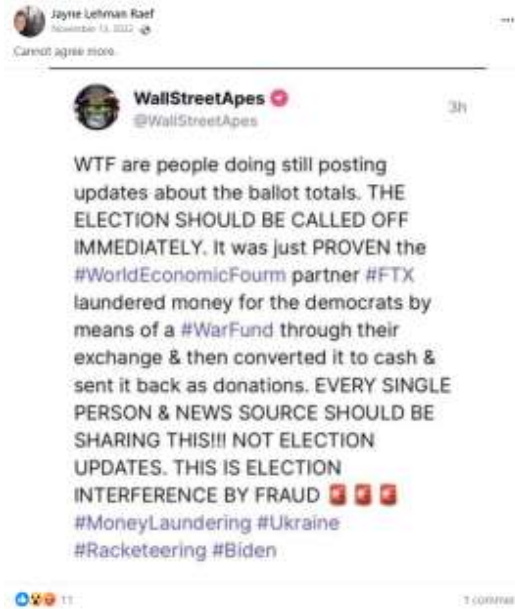 Jayne Lehman Raef
November 13, 2022
Cannot agree more.
WallStreetApes
@WallStreetApes
3h
WTF are people doing still posting
updates about the ballot totals. THE
ELECTION SHOULD BE CALLED OFF
IMMEDIATELY. It was just PROVEN the
#WorldEconomicFourm partner #FTX
laundered money for the democrats by
means of a #WarFund through their
exchange & then converted it to cash &
sent it back as donations. EVERY SINGLE
PERSON & NEWS SOURCE SHOULD BE
SHARING THIS!!! NOT ELECTION
UPDATES. THIS IS ELECTION
INTERFERENCE BY FRAUD 🚨 🚨 🚨
#MoneyLaundering #Ukraine
#Racketeering #Biden
11
1